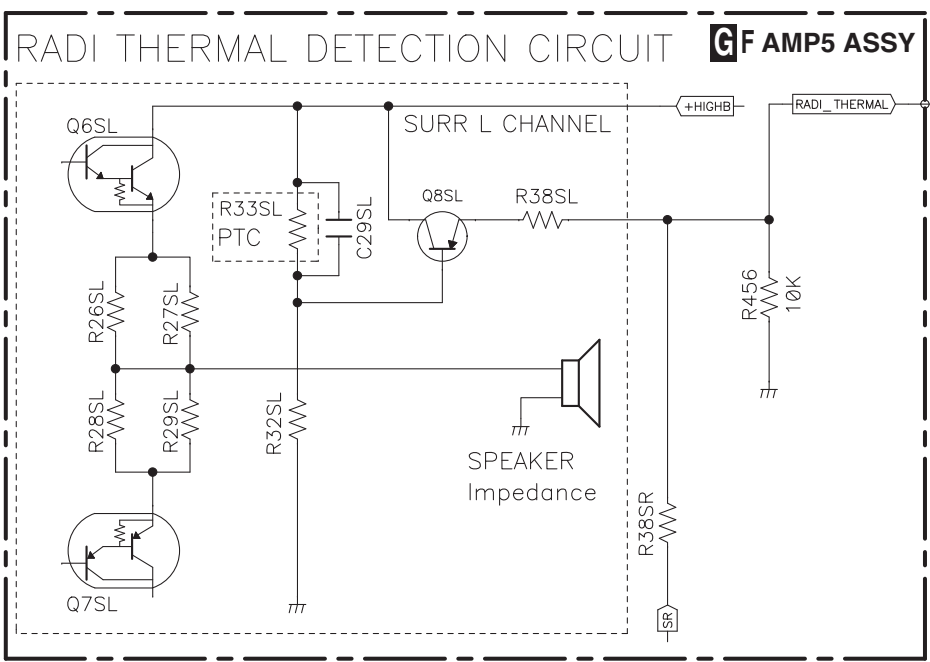 RADI THERMAL DETECTION CIRCUIT
G F AMP5 ASSY
+HIGHB
RADI_THERMAL
SURR L CHANNEL
Q6SL
R33SL
PTC
C29SL
Q8SL
R38SL
R26SL
R27SL
R456
10K
R28SL
R29SL
R32SL
SPEAKER
Impedance
R38SR
Q7SL
SR